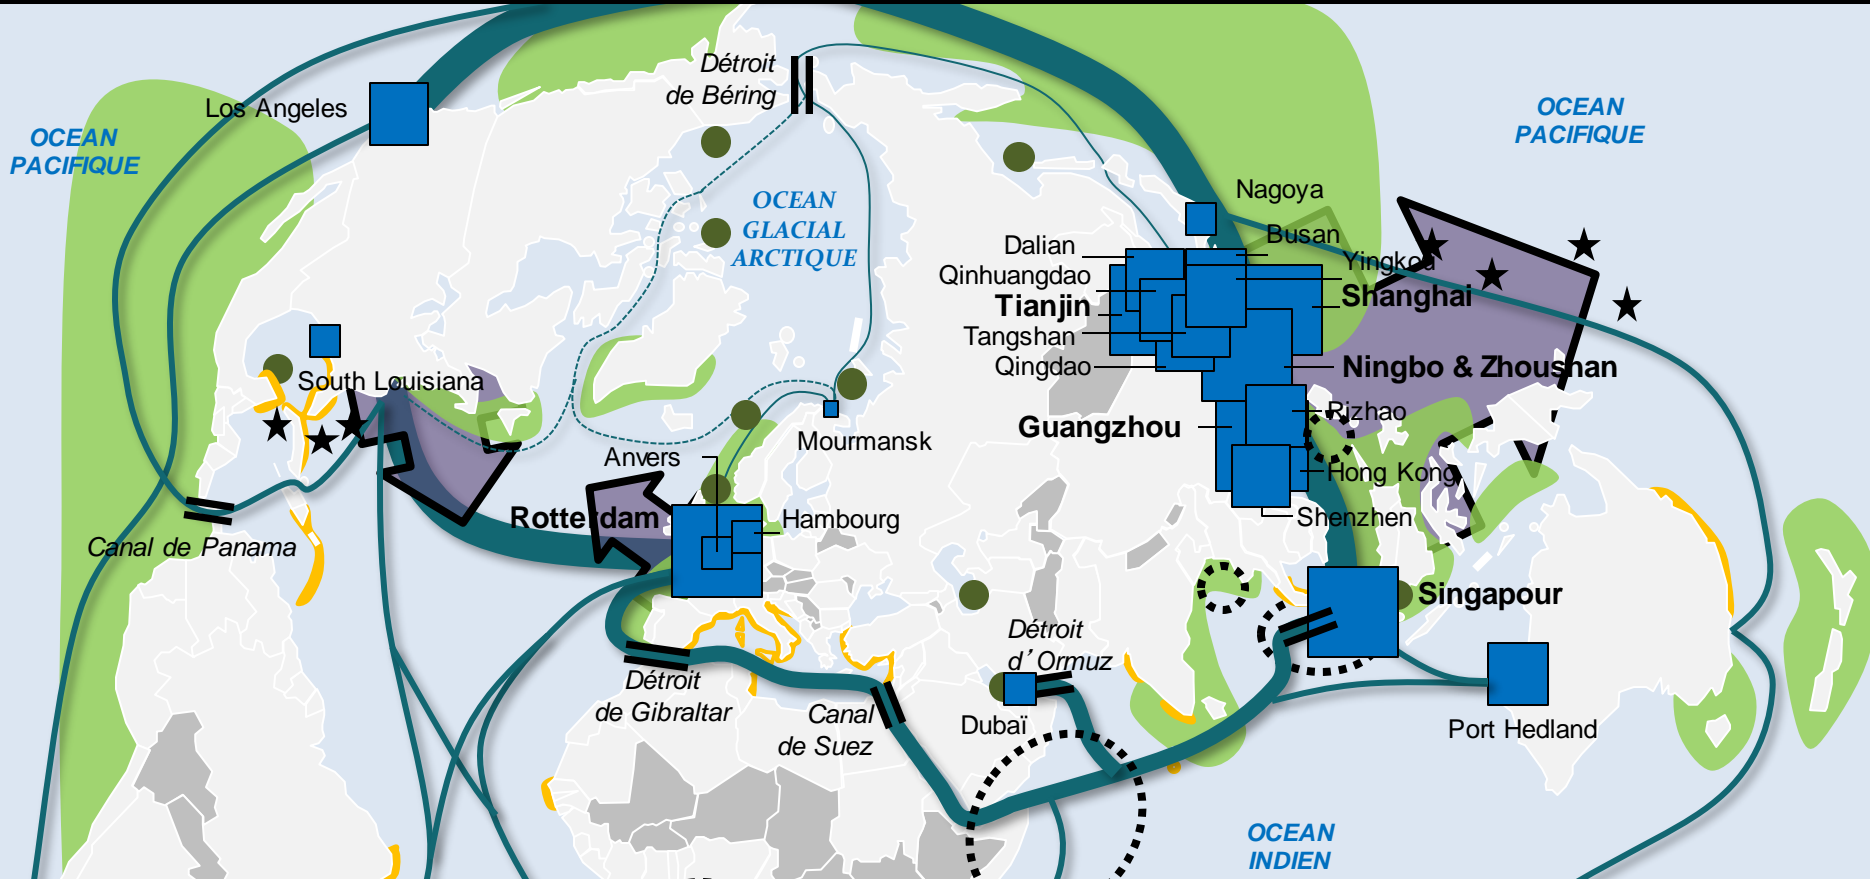 Détroit
de Béring
Los Angeles
OCEAN
PACIFIQUE
OCEAN
PACIFIQUE
OCEAN
GLACIAL
ARCTIQUE
Nagoya
Busan
Dalian
Yingkou
Qinhuangdao
Shanghai
Tianjin
Tangshan
Qingdao
Ningbo & Zhoushan
South Louisiana
Rizhao
Guangzhou
Mourmansk
Anvers
Hong Kong
Rotterdam
Hambourg
Shenzhen
Canal de Panama
Singapour
Détroit
d’Ormuz
Détroit
de Gibraltar
Canal
de Suez
Dubaï
Port Hedland
OCEAN
INDIEN